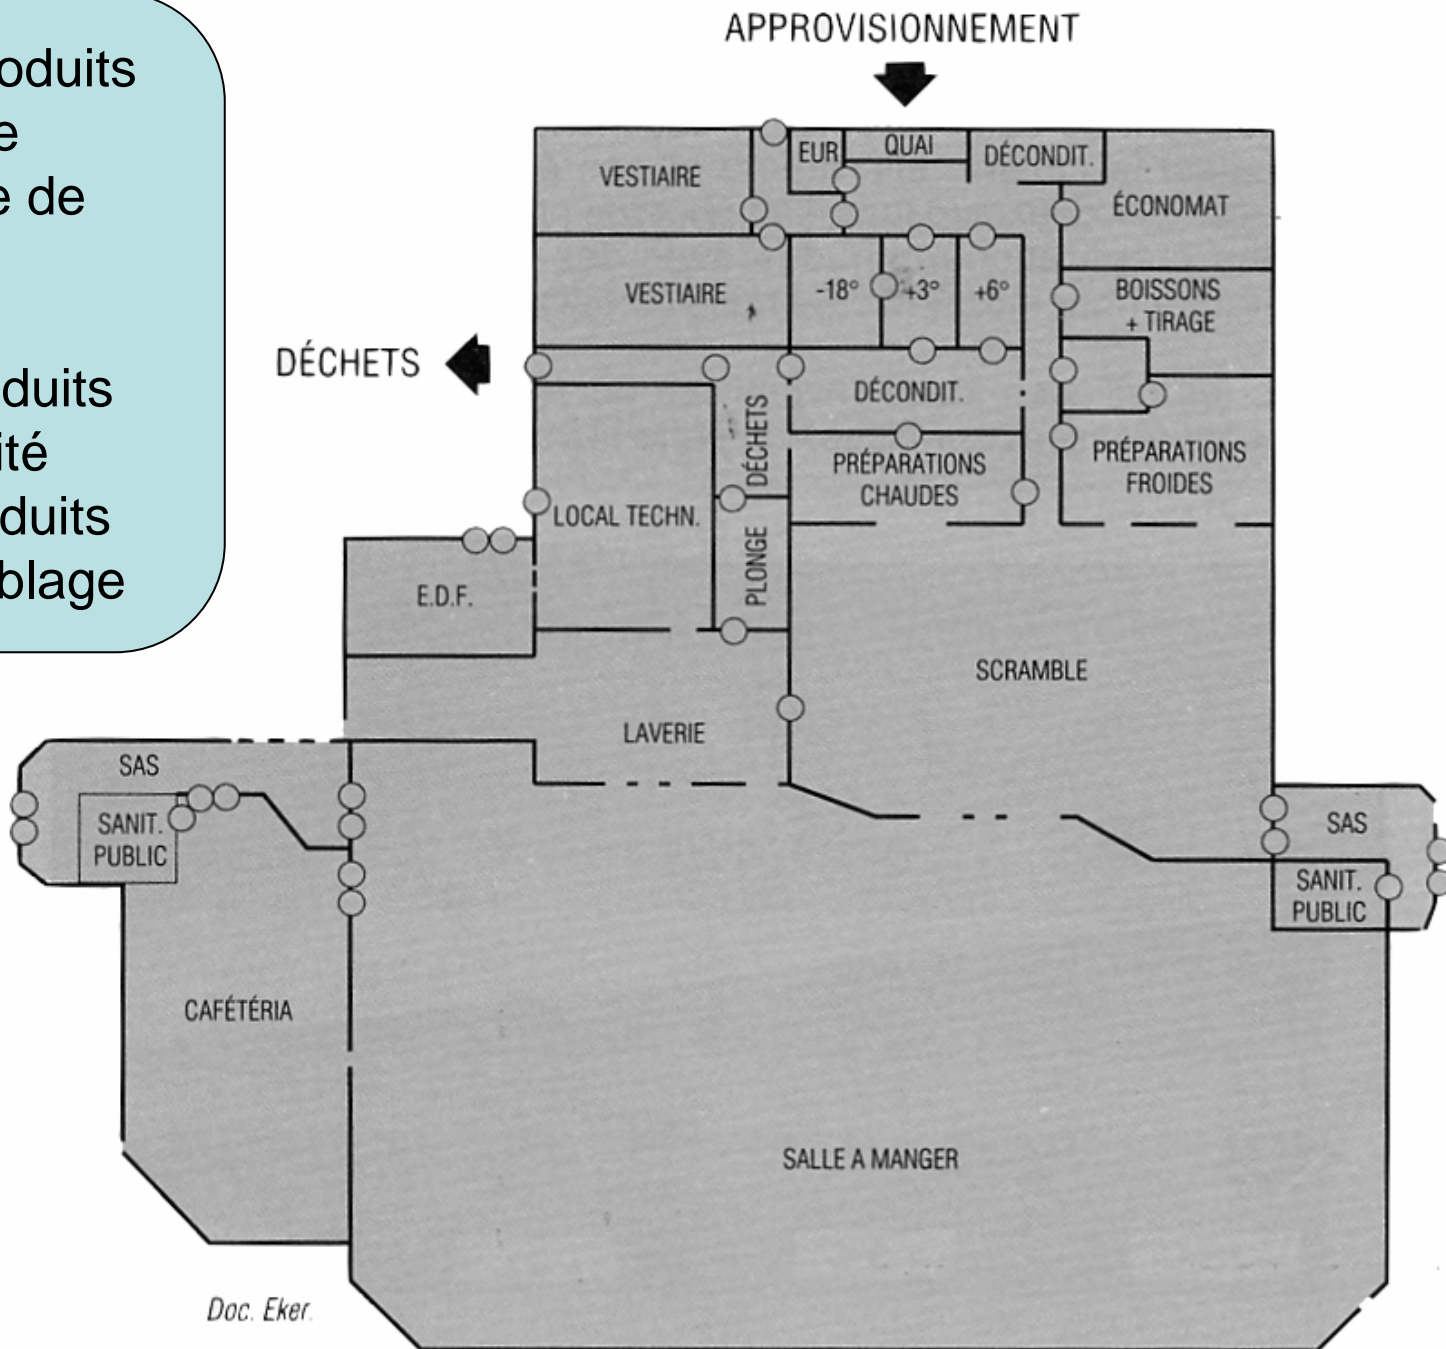 oduits
e
e de
duits
ité
duits
blage
APPROVISIONNEMENT
VESTIAIRE
EUR
QUAI
DÉCONDIT.
ÉCONOMAT
VESTIAIRE
-18°
+3°
+6°
BOISSONS
+ TIRAGE
DÉCHETS
DÉCONDIT.
DÉCHETS
PRÉPARATIONS
CHAUDES
PRÉPARATIONS
FROIDES
LOCAL TECHN.
PLONGE
E.D.F.
SCRAMBLE
LAVERIE
SAS
SANIT.
PUBLIC
SAS
SANIT.
PUBLIC
CAFÉTÉRIA
SALLE A MANGER
Doc. Eker.